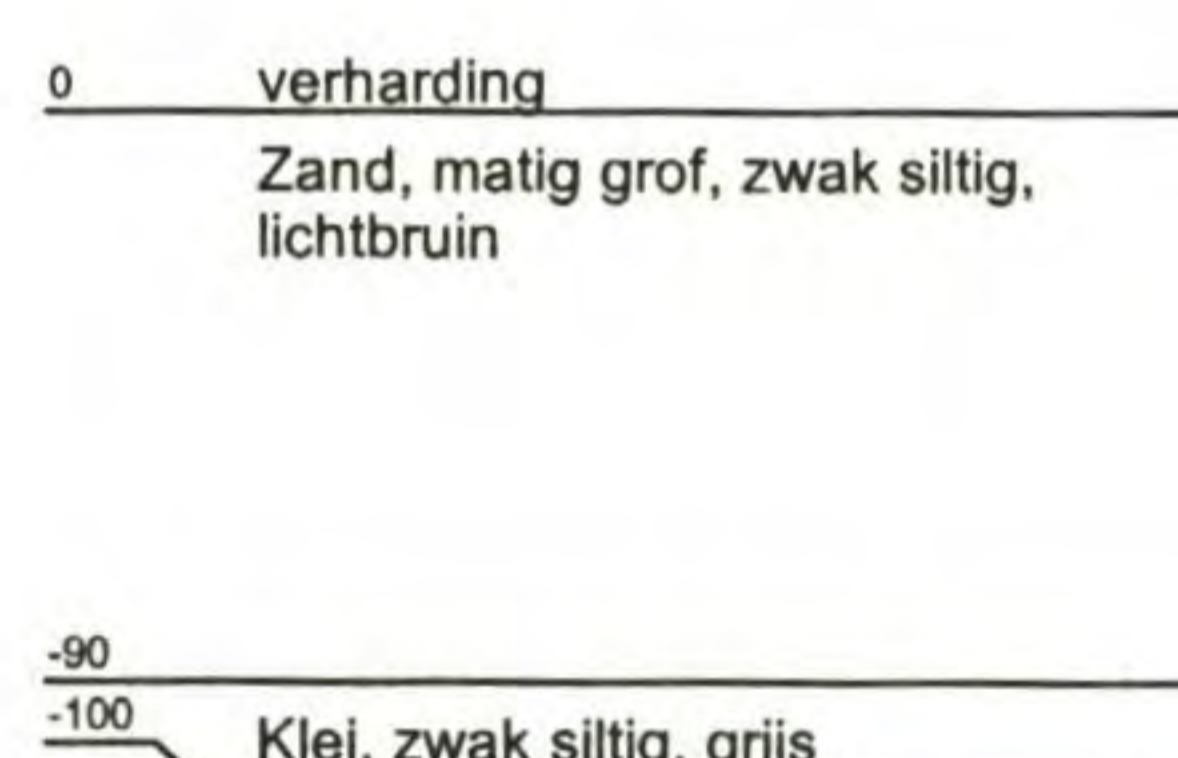 0 verharding
Zand, matig grof, zwak siltig,
lichtbruin
-90
-100
Klei, zwak siltig, grijs